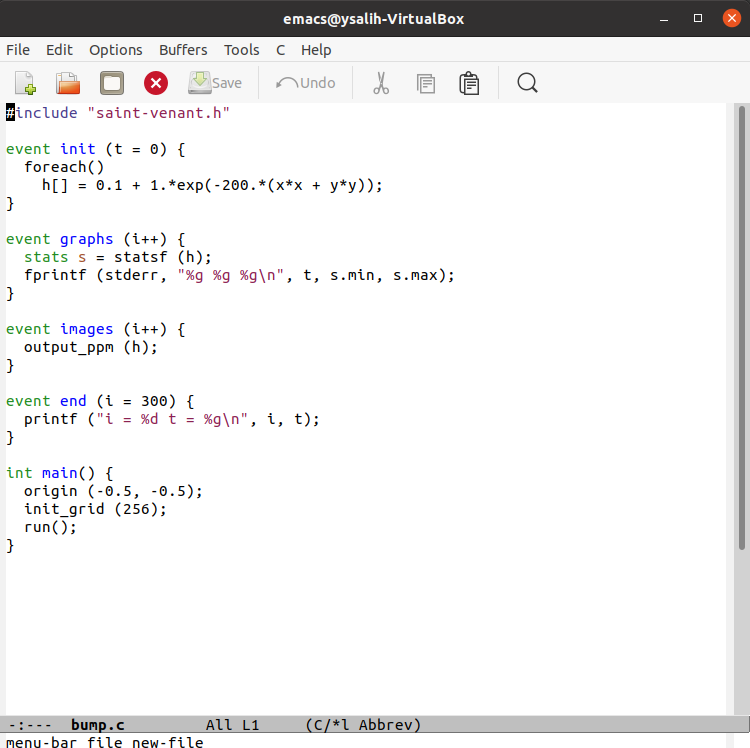 emacs@ysalih-VirtualBox
File Edit Options Buffers Tools C Help
Save Undo
#include "saint-venant.h"
event init (t = 0) {
  foreach()
    h[] = 0.1 + 1.*exp(-200.*(x*x + y*y));
}
event graphs (i++) {
  stats s = statsf (h);
  fprintf (stderr, "%g %g %g\n", t, s.min, s.max);
}
event images (i++) {
  output_ppm (h);
}
event end (i = 300) {
  printf ("i = %d t = %g\n", i, t);
}
int main() {
  origin (-0.5, -0.5);
  init_grid (256);
  run();
}
-:---  bump.c         All L1     (C/*l Abbrev)
menu-bar file new-file